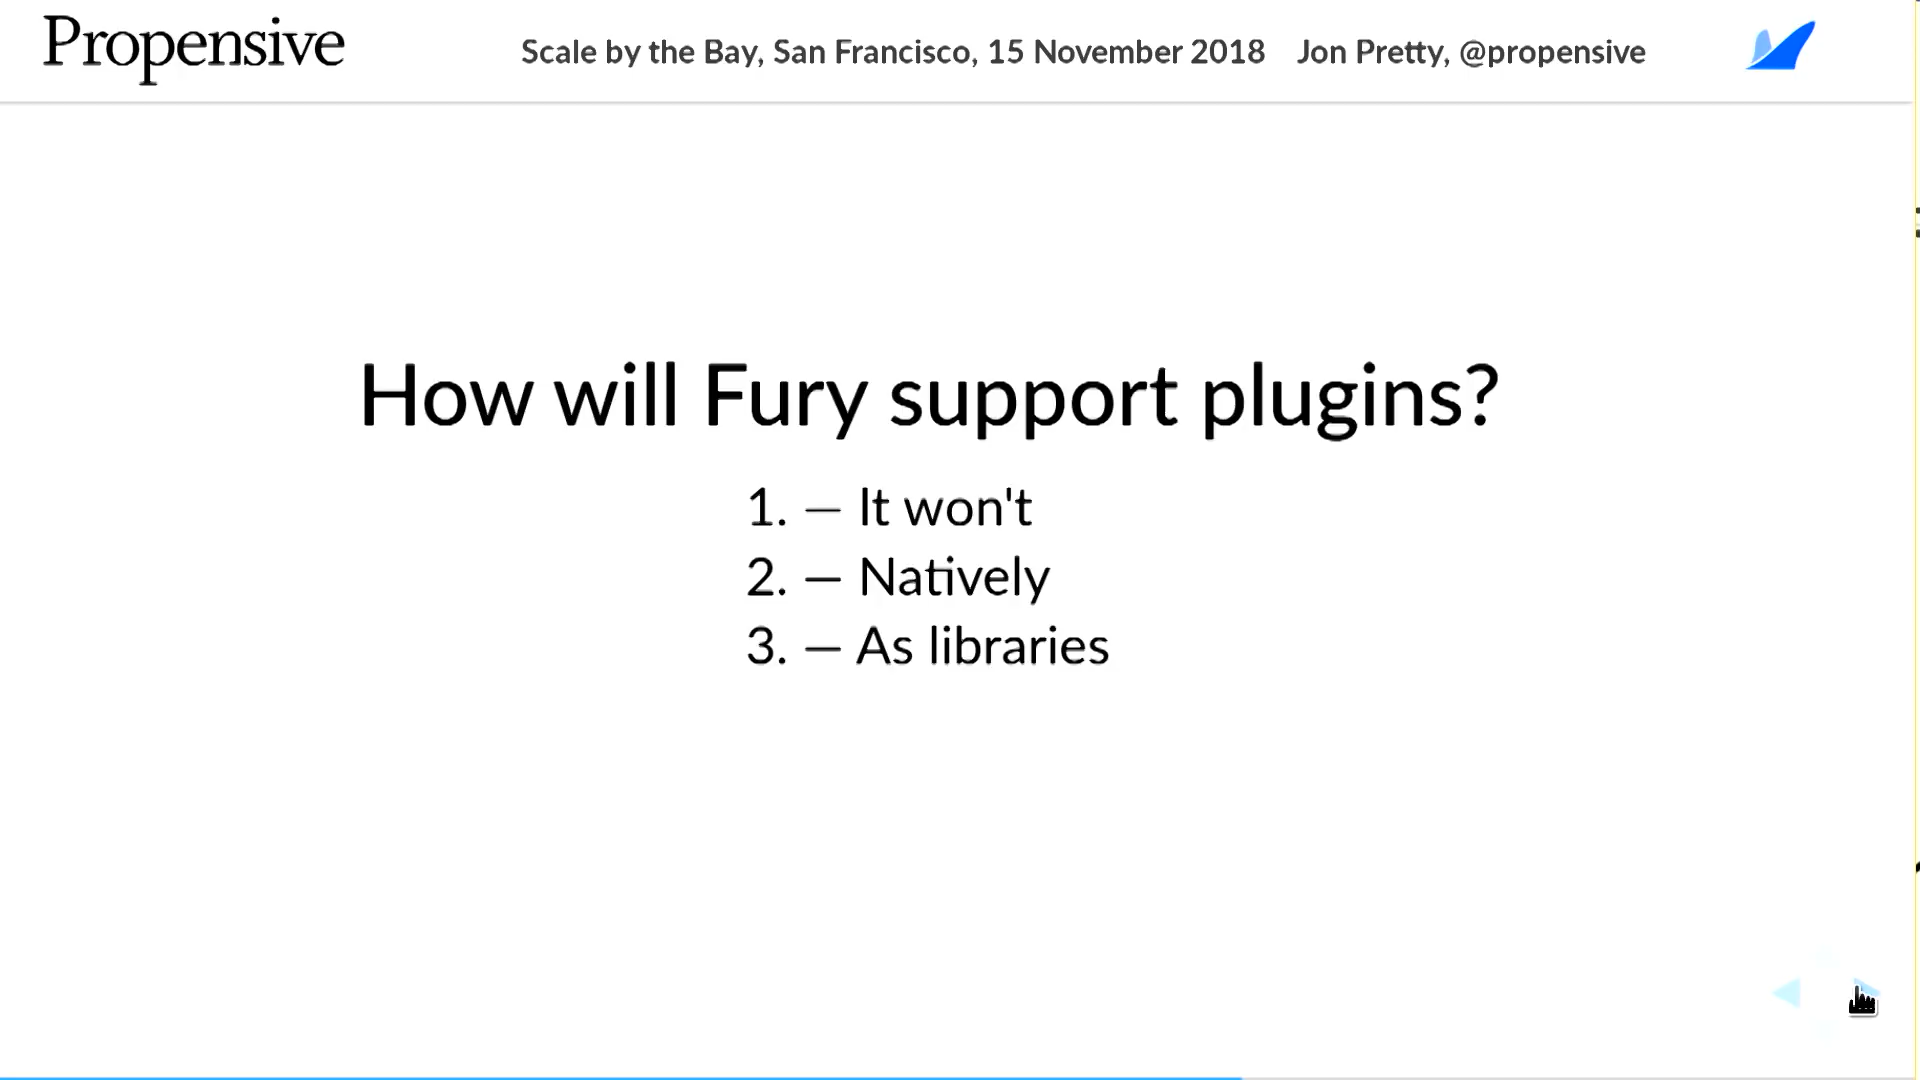 Propensive
Scale by the Bay, San Francisco, 15 November 2018 Jon Pretty, @propensive
How will Fury support plugins?
1. — It won't
2. — Natively
3. — As libraries